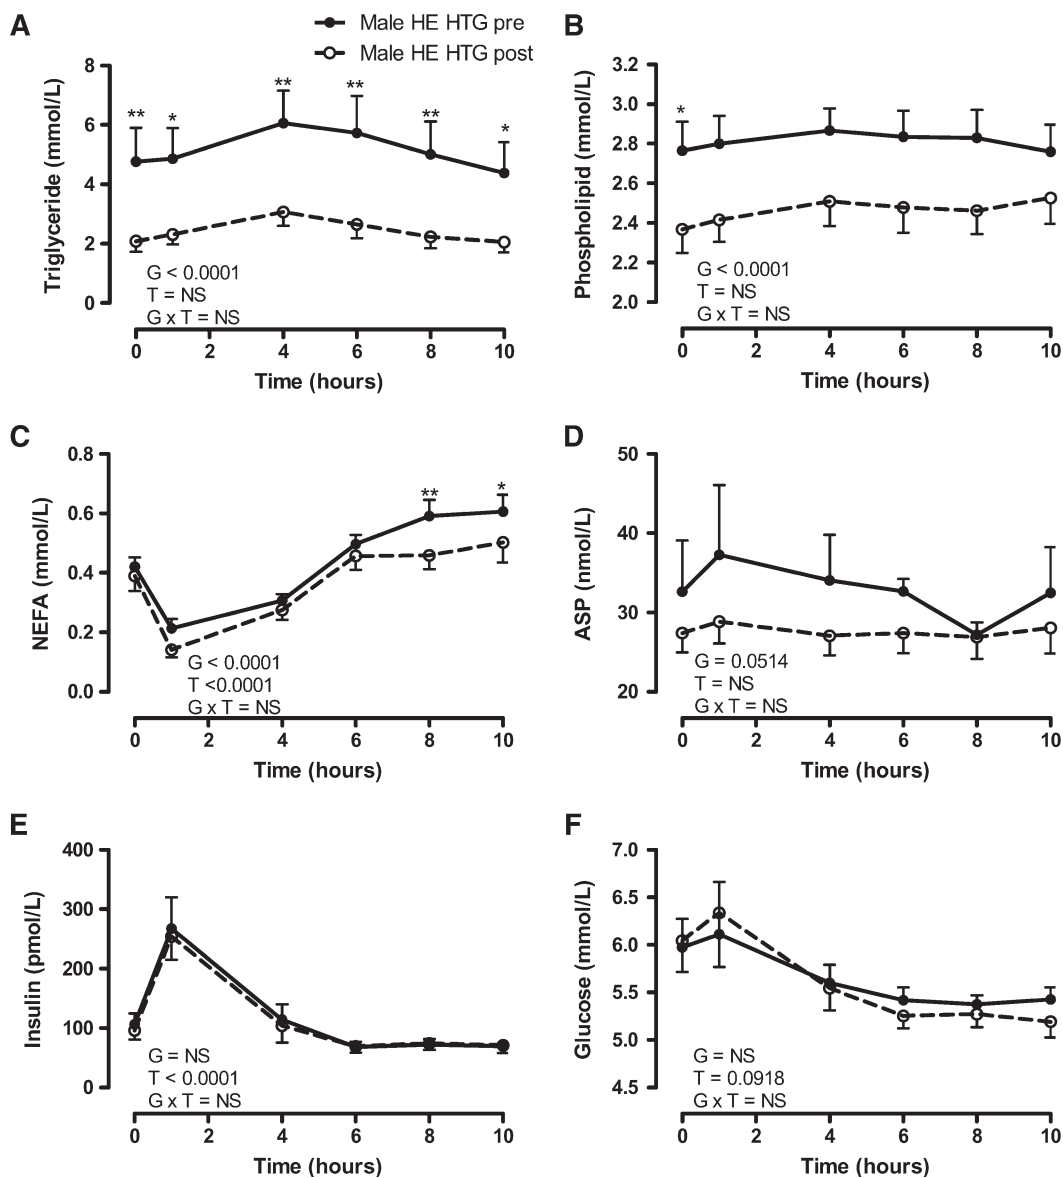 A
Male HE HTG pre
Male HE HTG post
Triglyceride (mmol/L)
8
6
4
2
0
** * ** ** ** *
G < 0.0001
T = NS
G x T = NS
0 2 4 6 8 10
Time (hours)
B
Phospholipid (mmol/L)
3.2
3.0
2.8
2.6
2.4
2.2
2.0
*
G < 0.0001
T = NS
G x T = NS
0 2 4 6 8 10
Time (hours)
C
NEFA (mmol/L)
0.8
0.6
0.4
0.2
0.0
** *
G < 0.0001
T <0.0001
G x T = NS
0 2 4 6 8 10
Time (hours)
D
ASP (nmol/L)
50
40
30
20
G = 0.0514
T = NS
G x T = NS
0 2 4 6 8 10
Time (hours)
E
Insulin (pmol/L)
400
300
200
100
0
G = NS
T < 0.0001
G x T = NS
0 2 4 6 8 10
Time (hours)
F
Glucose (mmol/L)
7.0
6.5
6.0
5.5
5.0
4.5
G = NS
T = 0.0918
G x T = NS
0 2 4 6 8 10
Time (hours)